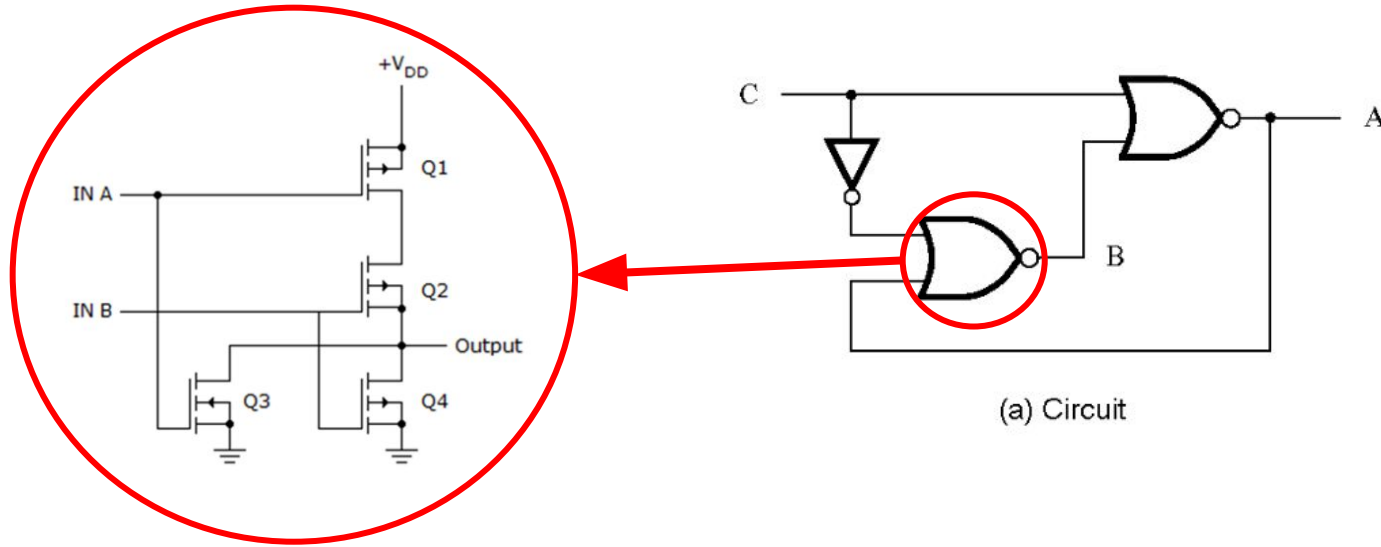 +VDD
Q1
IN A
Q2
IN B
Output
Q3
Q4
C
A
B
(a) Circuit